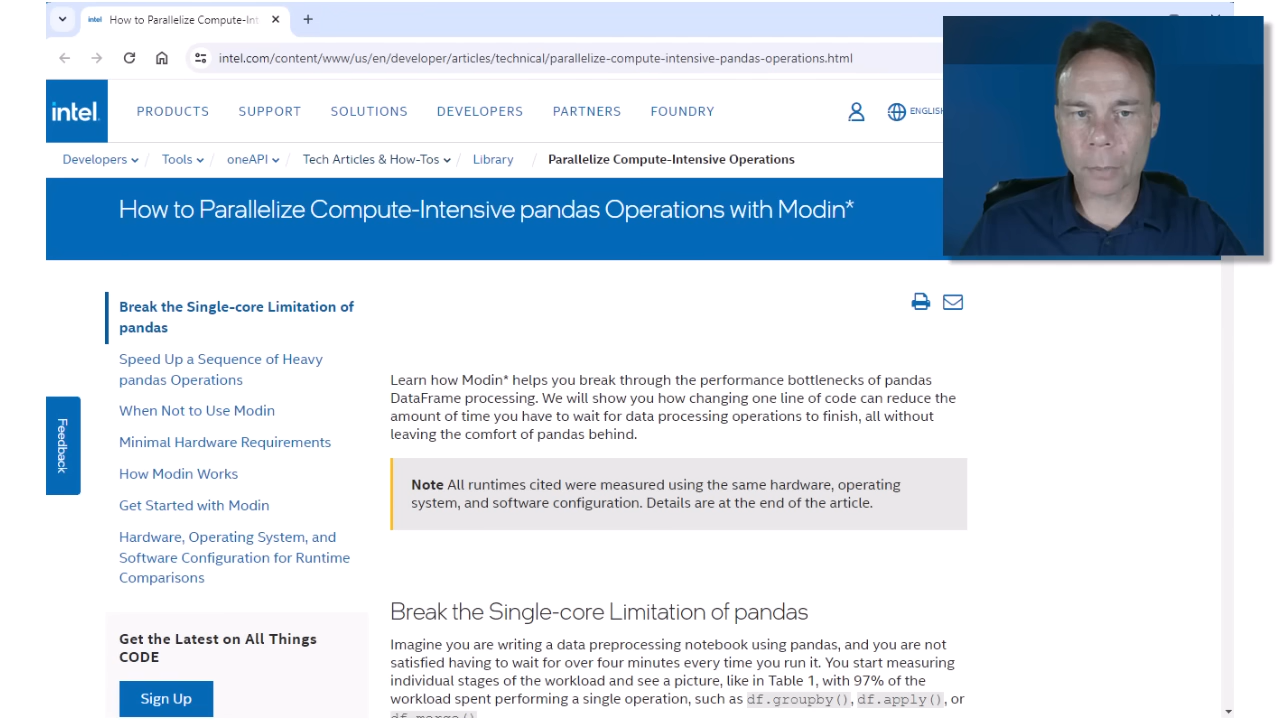 intel How to Parallelize Compute-Int
intel.com/content/www/us/en/developer/articles/technical/parallelize-compute-intensive-pandas-operations.html
intel. PRODUCTS SUPPORT SOLUTIONS DEVELOPERS PARTNERS FOUNDRY ENGLISH
Developers / Tools / oneAPI / Tech Articles & How-Tos / Library / Parallelize Compute-Intensive Operations
How to Parallelize Compute-Intensive pandas Operations with Modin*
Break the Single-core Limitation of
pandas
Speed Up a Sequence of Heavy
pandas Operations
When Not to Use Modin
Minimal Hardware Requirements
How Modin Works
Get Started with Modin
Hardware, Operating System, and
Software Configuration for Runtime
Comparisons
Get the Latest on All Things
CODE
Sign Up
Feedback
Learn how Modin* helps you break through the performance bottlenecks of pandas
DataFrame processing. We will show you how changing one line of code can reduce the
amount of time you have to wait for data processing operations to finish, all without
leaving the comfort of pandas behind.
Note All runtimes cited were measured using the same hardware, operating
system, and software configuration. Details are at the end of the article.
Break the Single-core Limitation of pandas
Imagine you are writing a data preprocessing notebook using pandas, and you are not
satisfied having to wait for over four minutes every time you run it. You start measuring
individual stages of the workload and see a picture, like in Table 1, with 97% of the
workload spent performing a single operation, such as df.groupby(), df.apply(), or
df.merge()